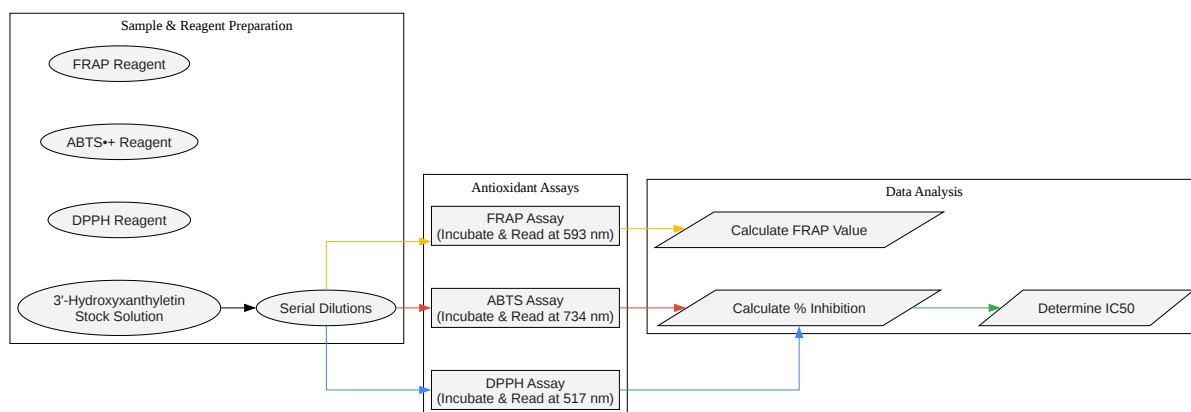 Sample & Reagent Preparation
FRAP Reagent
ABTS•+ Reagent
DPPH Reagent
3'-Hydroxyxanthyletin
Stock Solution
Serial Dilutions
Antioxidant Assays
FRAP Assay
(Incubate & Read at 593 nm)
ABTS Assay
(Incubate & Read at 734 nm)
DPPH Assay
(Incubate & Read at 517 nm)
Data Analysis
Calculate FRAP Value
Calculate % Inhibition
Determine IC50